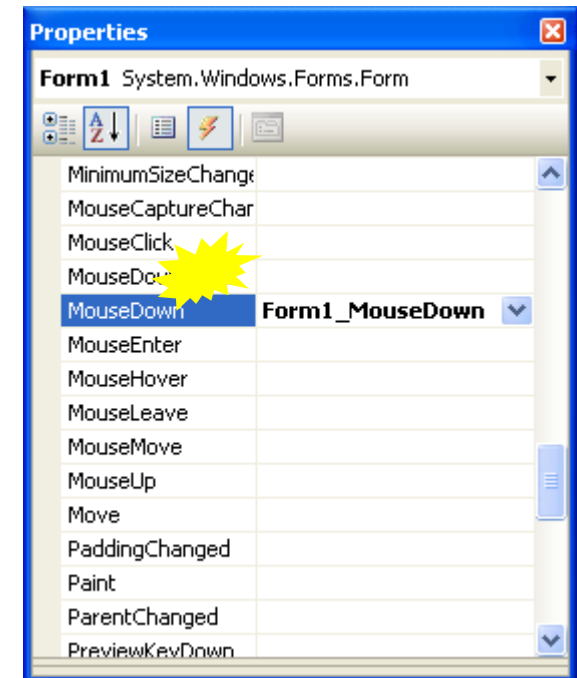 Properties
Form1 System.Windows.Forms.Form
A
Z
MinimumSizeChange
MouseCaptureChar
MouseClick
MouseDown Form1_MouseDown
MouseEnter
MouseHover
MouseLeave
MouseMove
MouseUp
Move
PaddingChanged
Paint
ParentChanged
PreviewKeyDown